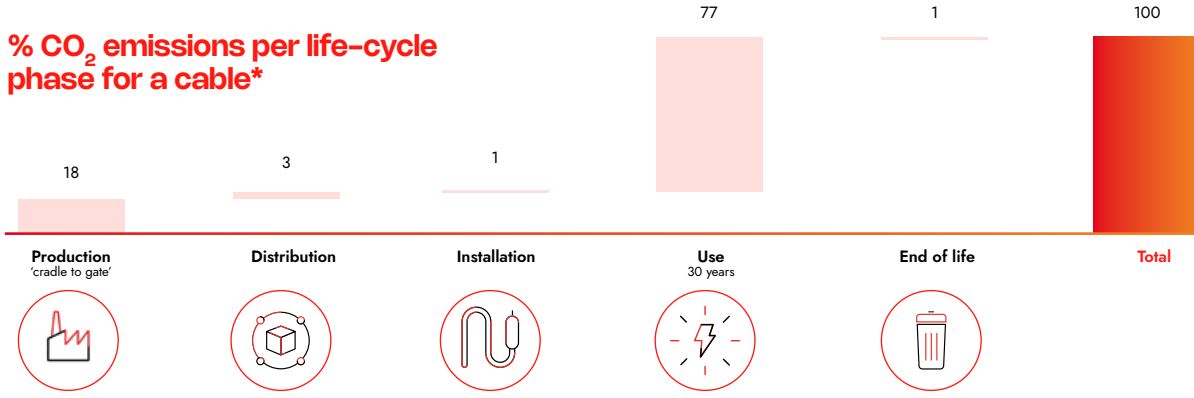 % CO₂ emissions per life-cycle
phase for a cable*
18
3
1
77
1
100
Production
‘cradle to gate’
Distribution
Installation
Use
30 years
End of life
Total